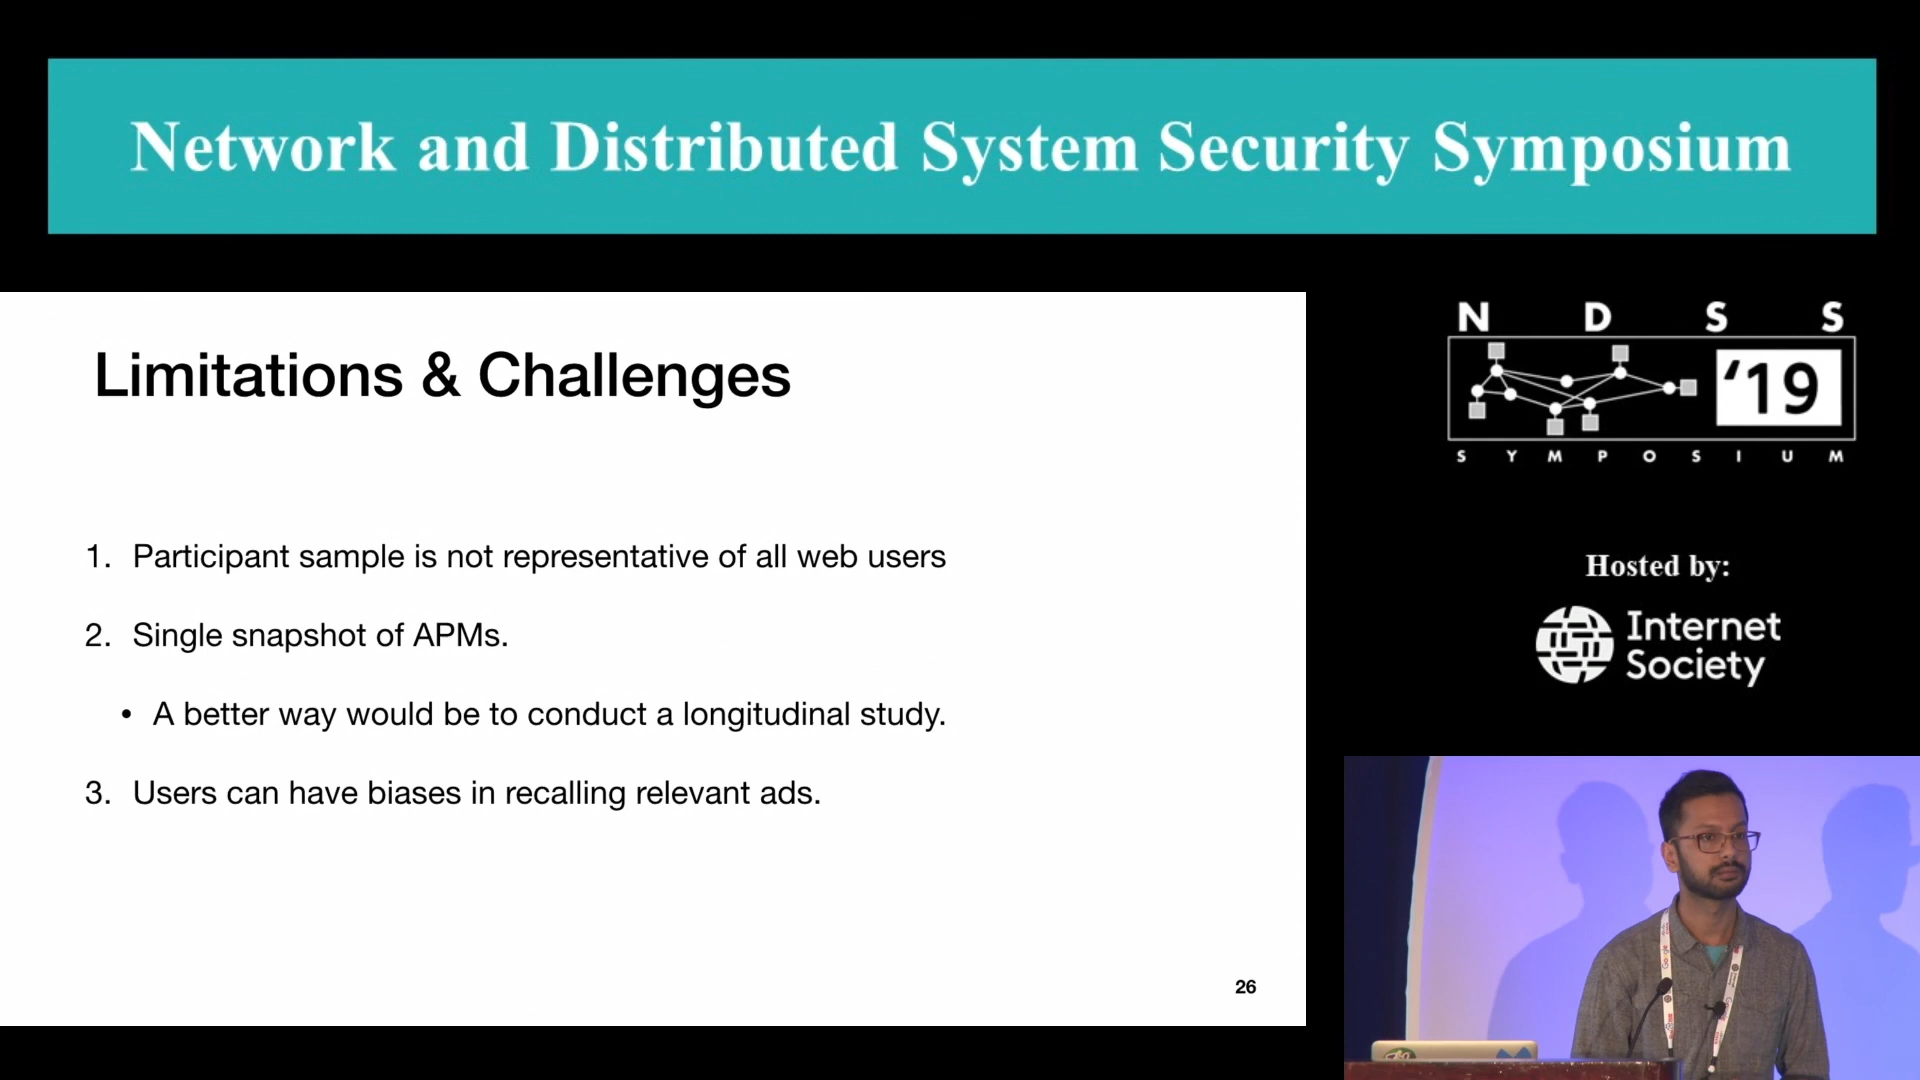 Network and Distributed System Security Symposium
N D S S
'19
S Y M P O S I U M
Limitations & Challenges
1. Participant sample is not representative of all web users
2. Single snapshot of APMs.
• A better way would be to conduct a longitudinal study.
3. Users can have biases in recalling relevant ads.
26
Hosted by:
Internet
Society